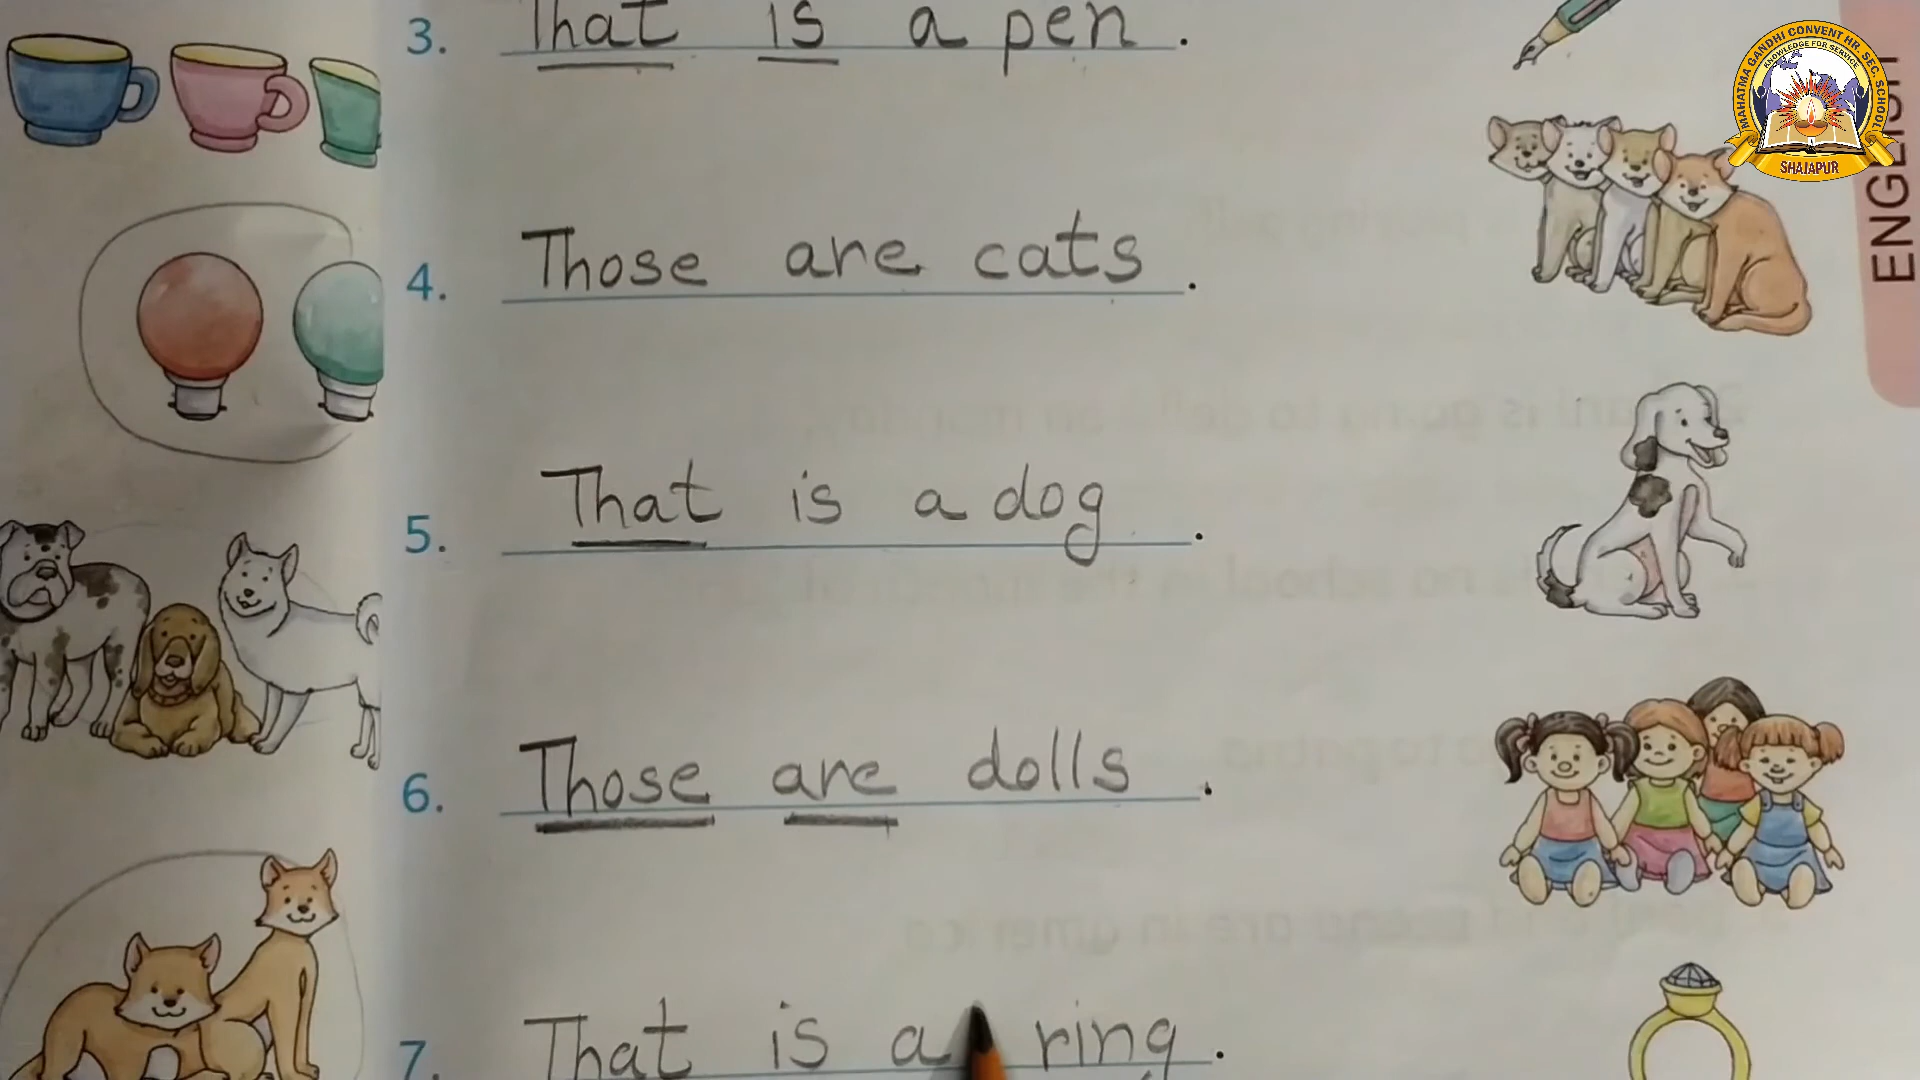 3. That is a pen.
4. Those are cats.
5. That is a dog.
6. Those are dolls.
7. That is a ring.
ENGLISH
MAHATMA GANDHI CONVENT HR. SEC. SCHOOL
KNOWLEDGE FOR SERVICE
SHAJAPUR